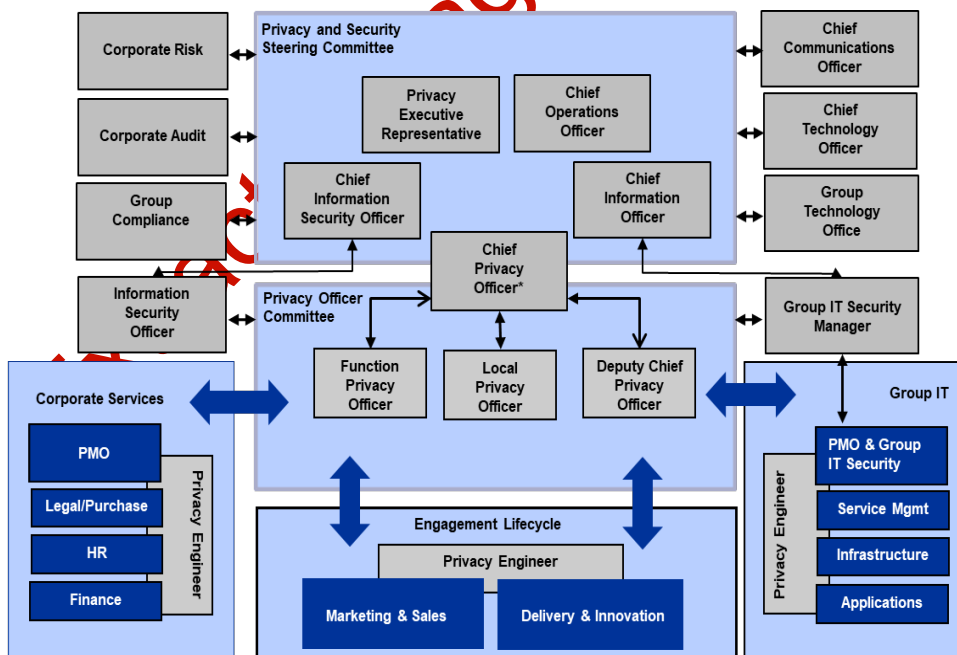 Corporate Risk
Privacy and Security
Steering Committee
Chief
Communications
Officer
Privacy
Executive
Representative
Chief
Operations
Officer
Corporate Audit
Chief
Technology
Officer
Group
Compliance
Chief
Information
Security Officer
Chief
Information
Officer
Group
Technology
Office
Chief
Privacy
Officer*
Information
Security
Officer
Privacy Officer
Committee
Group IT Security
Manager
Function
Privacy
Officer
Local
Privacy
Officer
Deputy Chief
Privacy
Officer
Corporate Services
PMO
Legal/Purchase
HR
Finance
Privacy Engineer
Engagement Lifecycle
Privacy Engineer
Marketing & Sales
Delivery & Innovation
Group IT
PMO & Group
IT Security
Service Mgmt
Infrastructure
Applications
Privacy Engineer